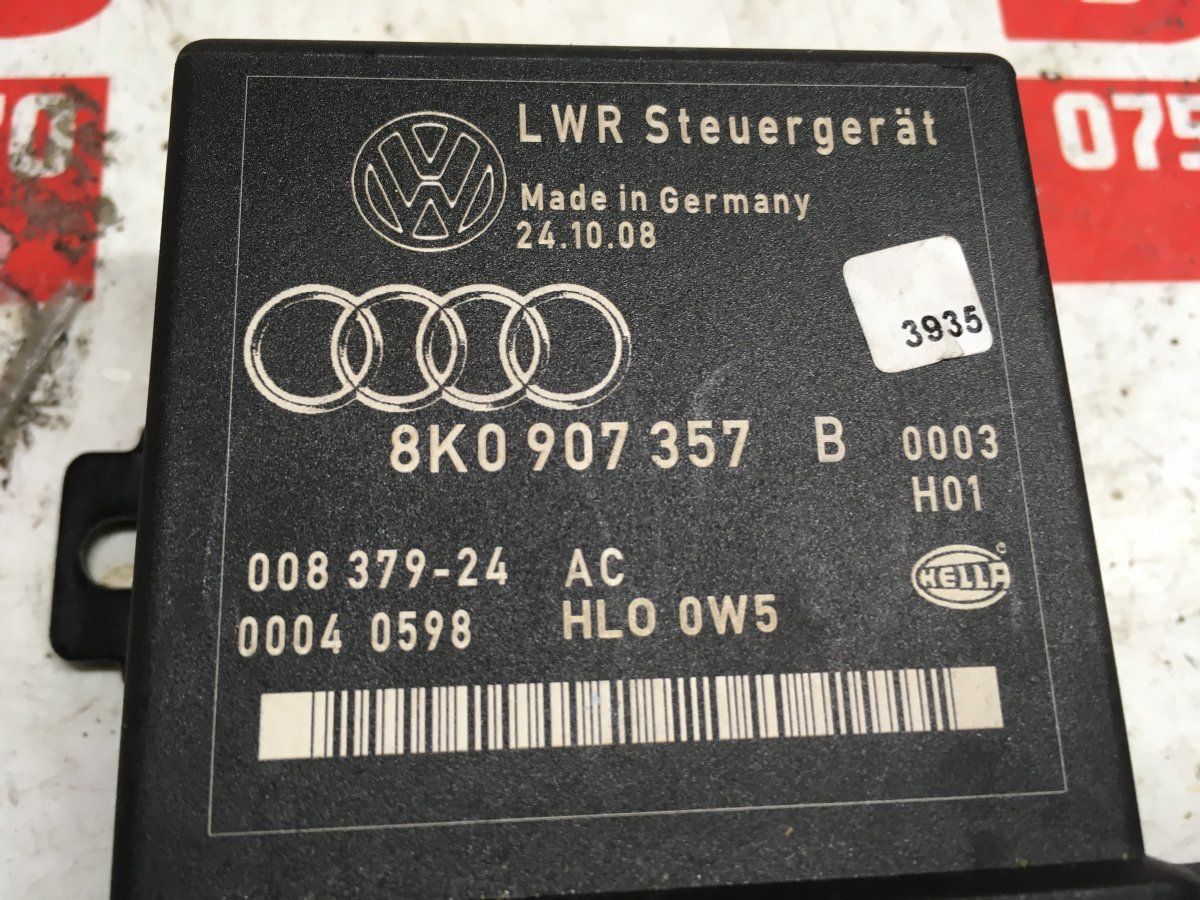 LWR Steuergerät
Made in Germany
24.10.08
3935
8K0 907 357 B 0003
H01
008 379-24 AC
HELLA
0004 0598 HLO 0W5
075